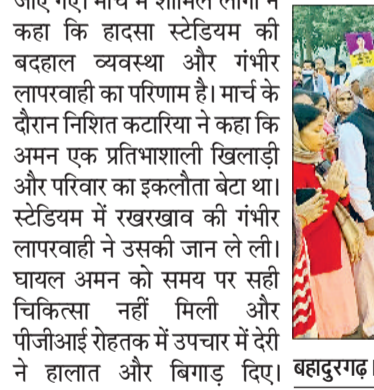 जाए गए। मार्च में शामिल लोगों ने
कहा कि हादसा स्टेडियम की
बदहाल व्यवस्था और गंभीर
लापरवाही का परिणाम है। मार्च के
दौरान निशित कटारिया ने कहा कि
अमन एक प्रतिभाशाली खिलाड़ी
और परिवार का इकलौता बेटा था।
स्टेडियम में रखरखाव की गंभीर
लापरवाही ने उसकी जान ले ली।
घायल अमन को समय पर सही
चिकित्सा नहीं मिली और
पीजीआई रोहतक में उपचार में देरी
ने हालात और बिगाड़ दिए।
बहादुरगढ़।